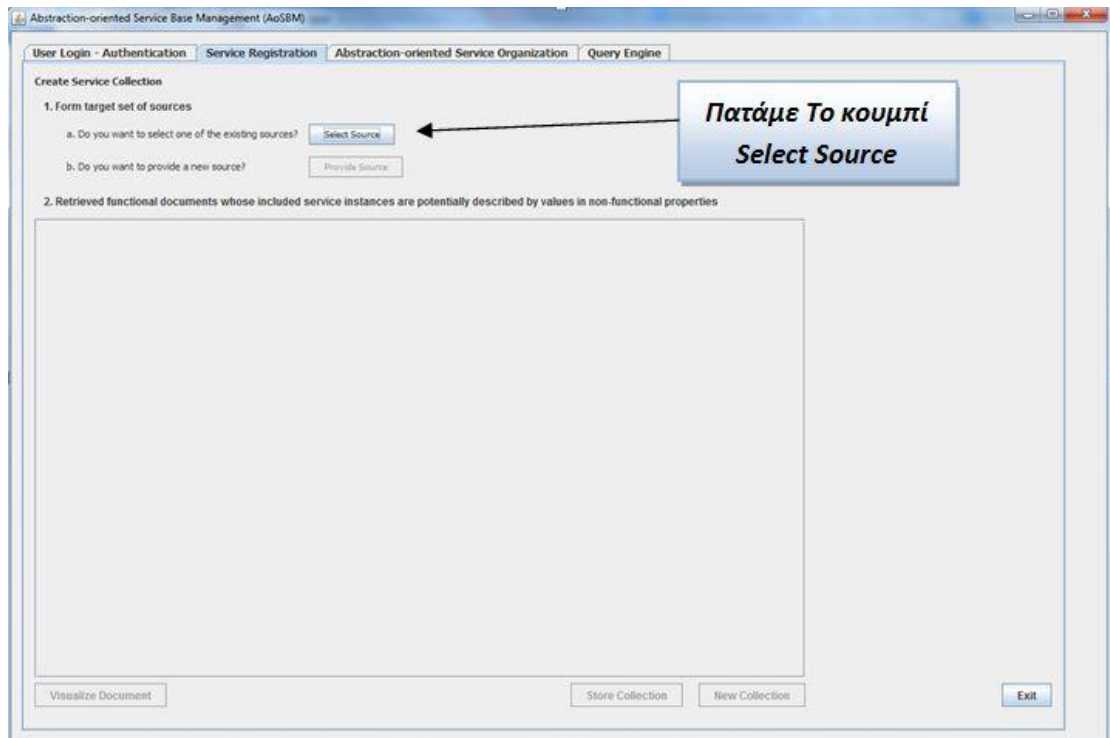 Abstraction-oriented Service Base Management (AoSBM)
User Login - Authentication Service Registration Abstraction-oriented Service Organization Query Engine
Create Service Collection
1. Form target set of sources
a. Do you want to select one of the existing sources? Select Source
Πατάμε Το κουμπί
Select Source
b. Do you want to provide a new source? Provide Source
2. Retrieved functional documents whose included service instances are potentially described by values in non-functional properties
Visualize Document Store Collection New Collection Exit